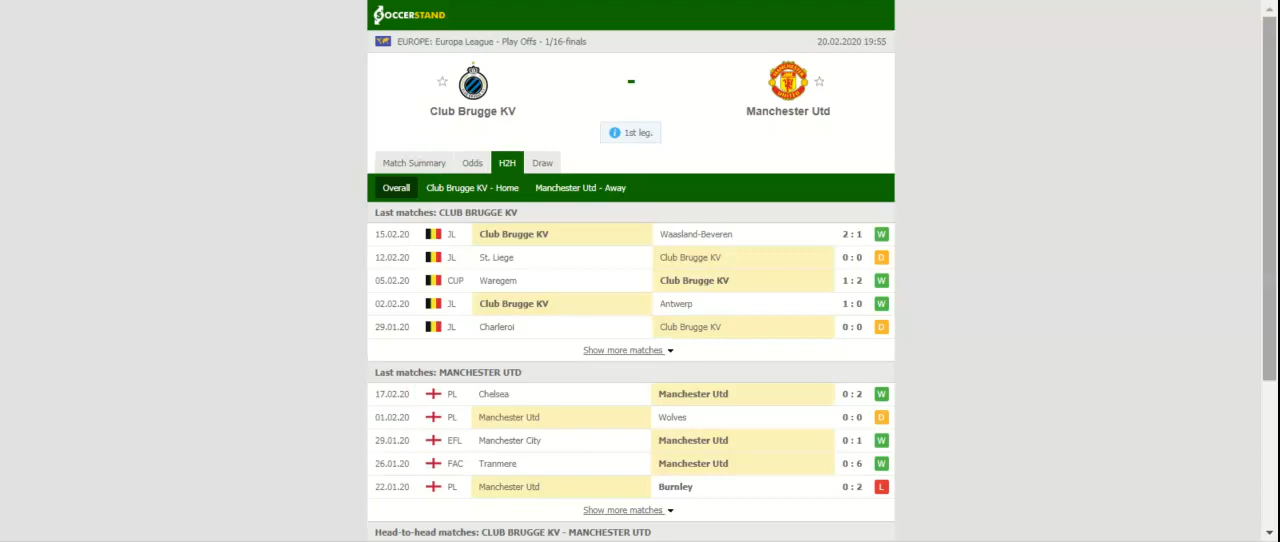 SOCCERSTAND
EUROPE: Europa League - Play Offs - 1/16-finals 20.02.2020 19:55
-
Club Brugge KV Manchester Utd
1st leg.
Match Summary Odds H2H Draw
Overall Club Brugge KV - Home Manchester Utd - Away
Last matches: CLUB BRUGGE KV
15.02.20 JL Club Brugge KV Waasland-Beveren 2 : 1 W
12.02.20 JL St. Liege Club Brugge KV 0 : 0 D
05.02.20 CUP Waregem Club Brugge KV 1 : 2 W
02.02.20 JL Club Brugge KV Antwerp 1 : 0 W
29.01.20 JL Charleroi Club Brugge KV 0 : 0 D
Show more matches
Last matches: MANCHESTER UTD
17.02.20 PL Chelsea Manchester Utd 0 : 2 W
01.02.20 PL Manchester Utd Wolves 0 : 0 D
29.01.20 EFL Manchester City Manchester Utd 0 : 1 W
26.01.20 FAC Tranmere Manchester Utd 0 : 6 W
22.01.20 PL Manchester Utd Burnley 0 : 2 L
Show more matches
Head-to-head matches: CLUB BRUGGE KV - MANCHESTER UTD